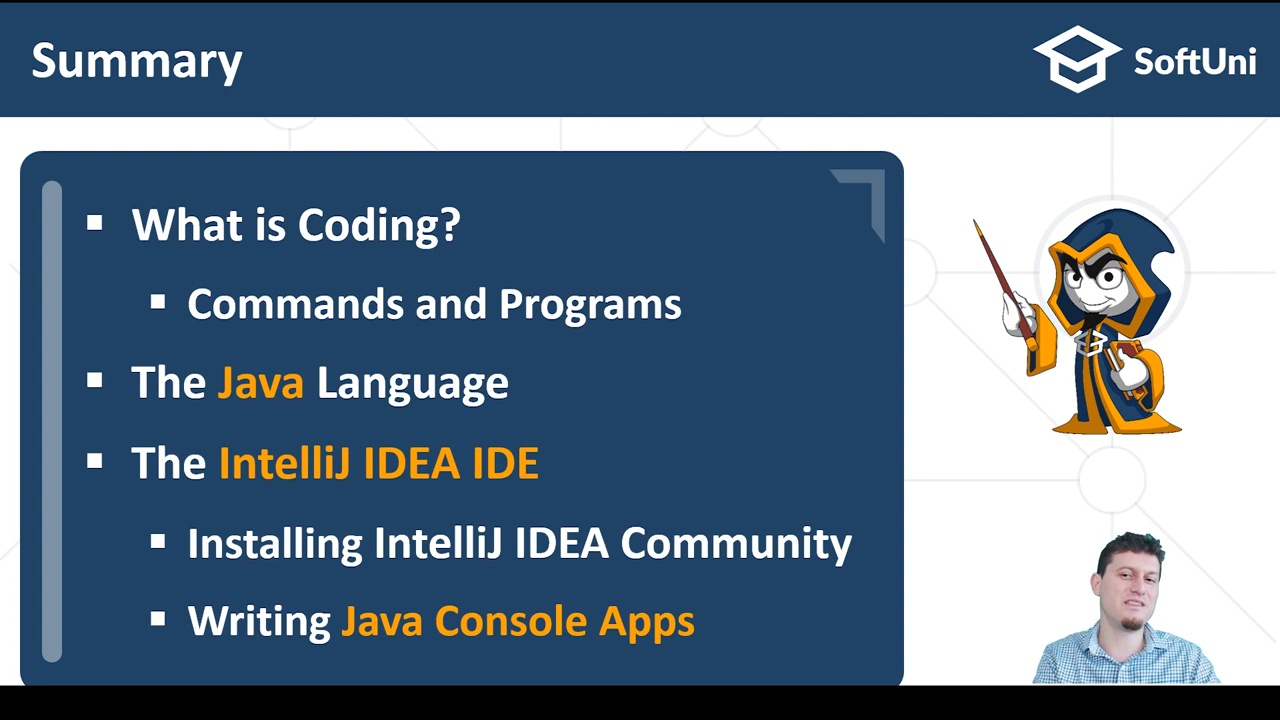 Summary
SoftUni
What is Coding?
Commands and Programs
The Java Language
The IntelliJ IDEA IDE
Installing IntelliJ IDEA Community
Writing Java Console Apps